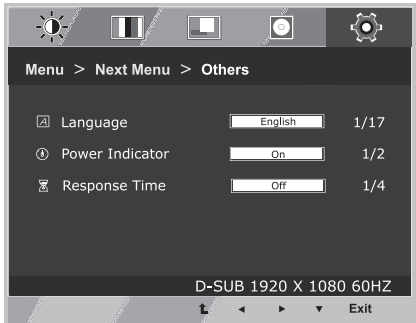 Menu > Next Menu > Others
Language English 1/17
Power Indicator On 1/2
Response Time Off 1/4
D-SUB 1920 X 1080 60HZ
Exit